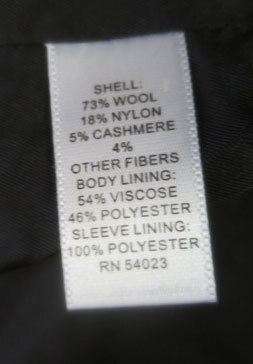 SHELL:
73% WOOL
18% NYLON
5% CASHMERE
4%
OTHER FIBERS
BODY LINING:
54% VISCOSE
46% POLYESTER
SLEEVE LINING:
100% POLYESTER
RN 54023